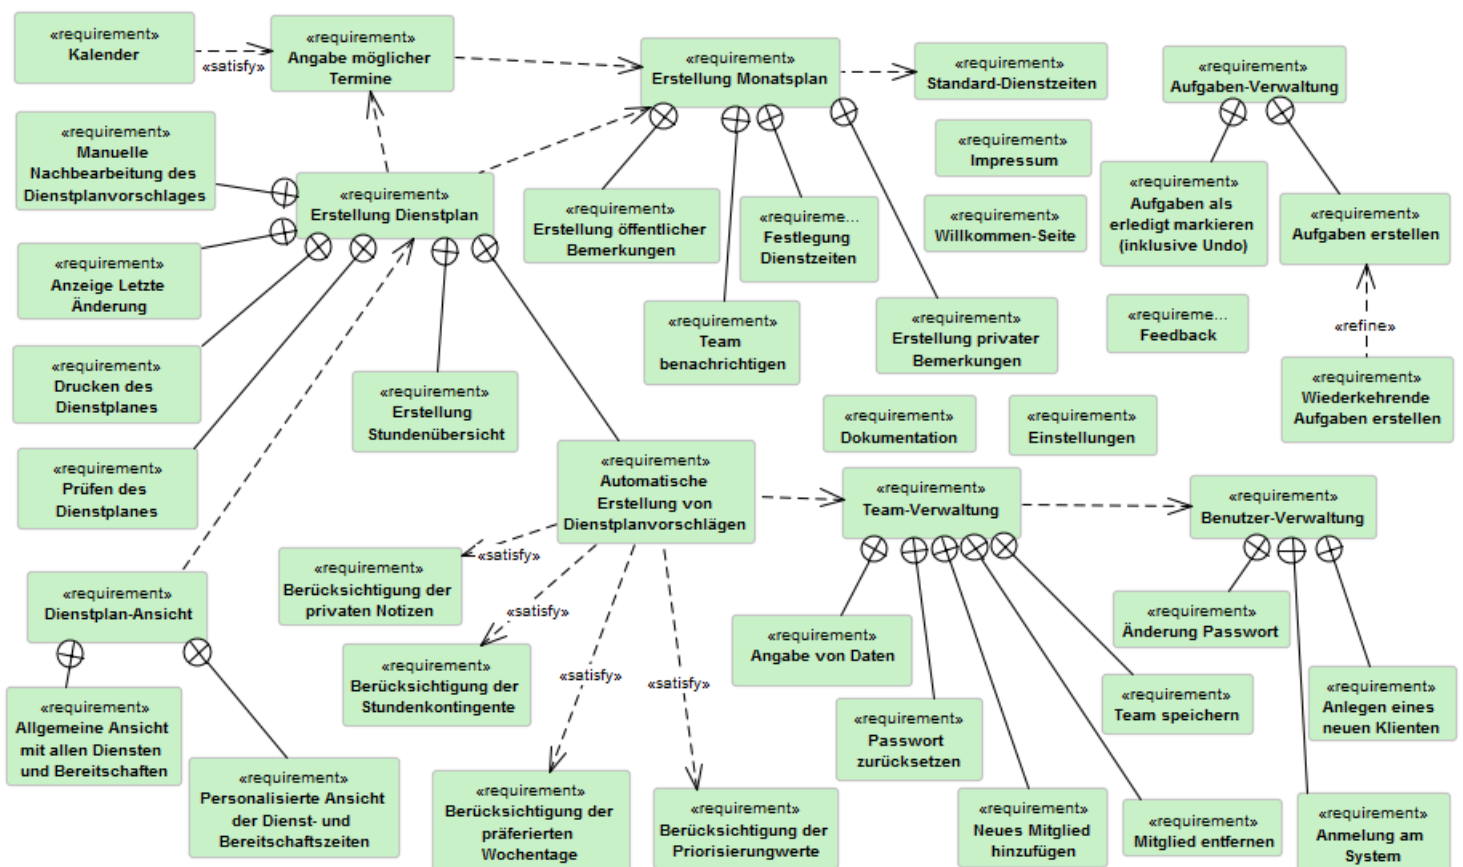 «requirement»
Kalender
«satisfy»
«requirement»
Angabe möglicher
Termine
«requirement»
Erstellung Monatsplan
«requirement»
Standard-Dienstzeiten
«requirement»
Aufgaben-Verwaltung
«requirement»
Manuelle
Nachbearbeitung des
Dienstplanvorschlages
«requirement»
Erstellung Dienstplan
«requirement»
Impressum
«requirement»
Erstellung öffentlicher
Bemerkungen
«requireme...
Festlegung
Dienstzeiten
«requirement»
Willkommen-Seite
«requirement»
Aufgaben als
erledigt markieren
(inklusive Undo)
«requirement»
Aufgaben erstellen
«requirement»
Anzeige Letzte
Änderung
«requirement»
Team
benachrichtigen
«requirement»
Erstellung privater
Bemerkungen
«requireme...
Feedback
«refine»
«requirement»
Drucken des
Dienstplanes
«requirement»
Erstellung
Stundenübersicht
«requirement»
Wiederkehrende
Aufgaben erstellen
«requirement»
Dokumentation
«requirement»
Einstellungen
«requirement»
Prüfen des
Dienstplanes
«requirement»
Automatische
Erstellung von
Dienstplanvorschlägen
«requirement»
Team-Verwaltung
«requirement»
Benutzer-Verwaltung
«satisfy»
«satisfy»
«satisfy»
«satisfy»
«requirement»
Dienstplan-Ansicht
«requirement»
Berücksichtigung der
privaten Notizen
«requirement»
Berücksichtigung der
Stundenkontingente
«requirement»
Angabe von Daten
«requirement»
Änderung Passwort
«requirement»
Allgemeine Ansicht
mit allen Diensten
und Bereitschaften
«requirement»
Passwort
zurücksetzen
«requirement»
Team speichern
«requirement»
Anlegen eines
neuen Klienten
«requirement»
Personalisierte Ansicht
der Dienst- und
Bereitschaftszeiten
«requirement»
Berücksichtigung der
präferierten
Wochentage
«requirement»
Berücksichtigung der
Priorisierungwerte
«requirement»
Neues Mitglied
hinzufügen
«requirement»
Mitglied entfernen
«requirement»
Anmelung am
System